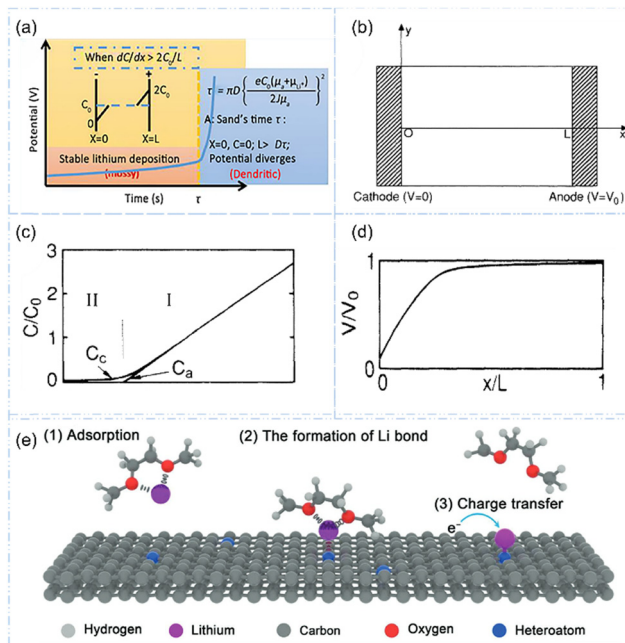 (a)
When dC/dx > 2C₀/L
-
+
C₀
2C₀
0
X=0
X=L
τ = πD{eC₀(μₐ+μLi⁺)/2Jμₐ}²
A: Sand's time τ :
X=0, C=0; L> Dτ;
Potential diverges
(Dendritic)
Stable lithium deposition
(mossy)
Potential (V)
Time (s)
τ
(b)
y
O
L
x
Cathode (V=0)
Anode (V=V₀)
(c)
C/C₀
3
2
1
0
II
I
Cc
Ca
(d)
V/V₀
1
0
x/L
1
(e)
(1) Adsorption
(2) The formation of Li bond
(3) Charge transfer
e⁻
Hydrogen
Lithium
Carbon
Oxygen
Heteroatom